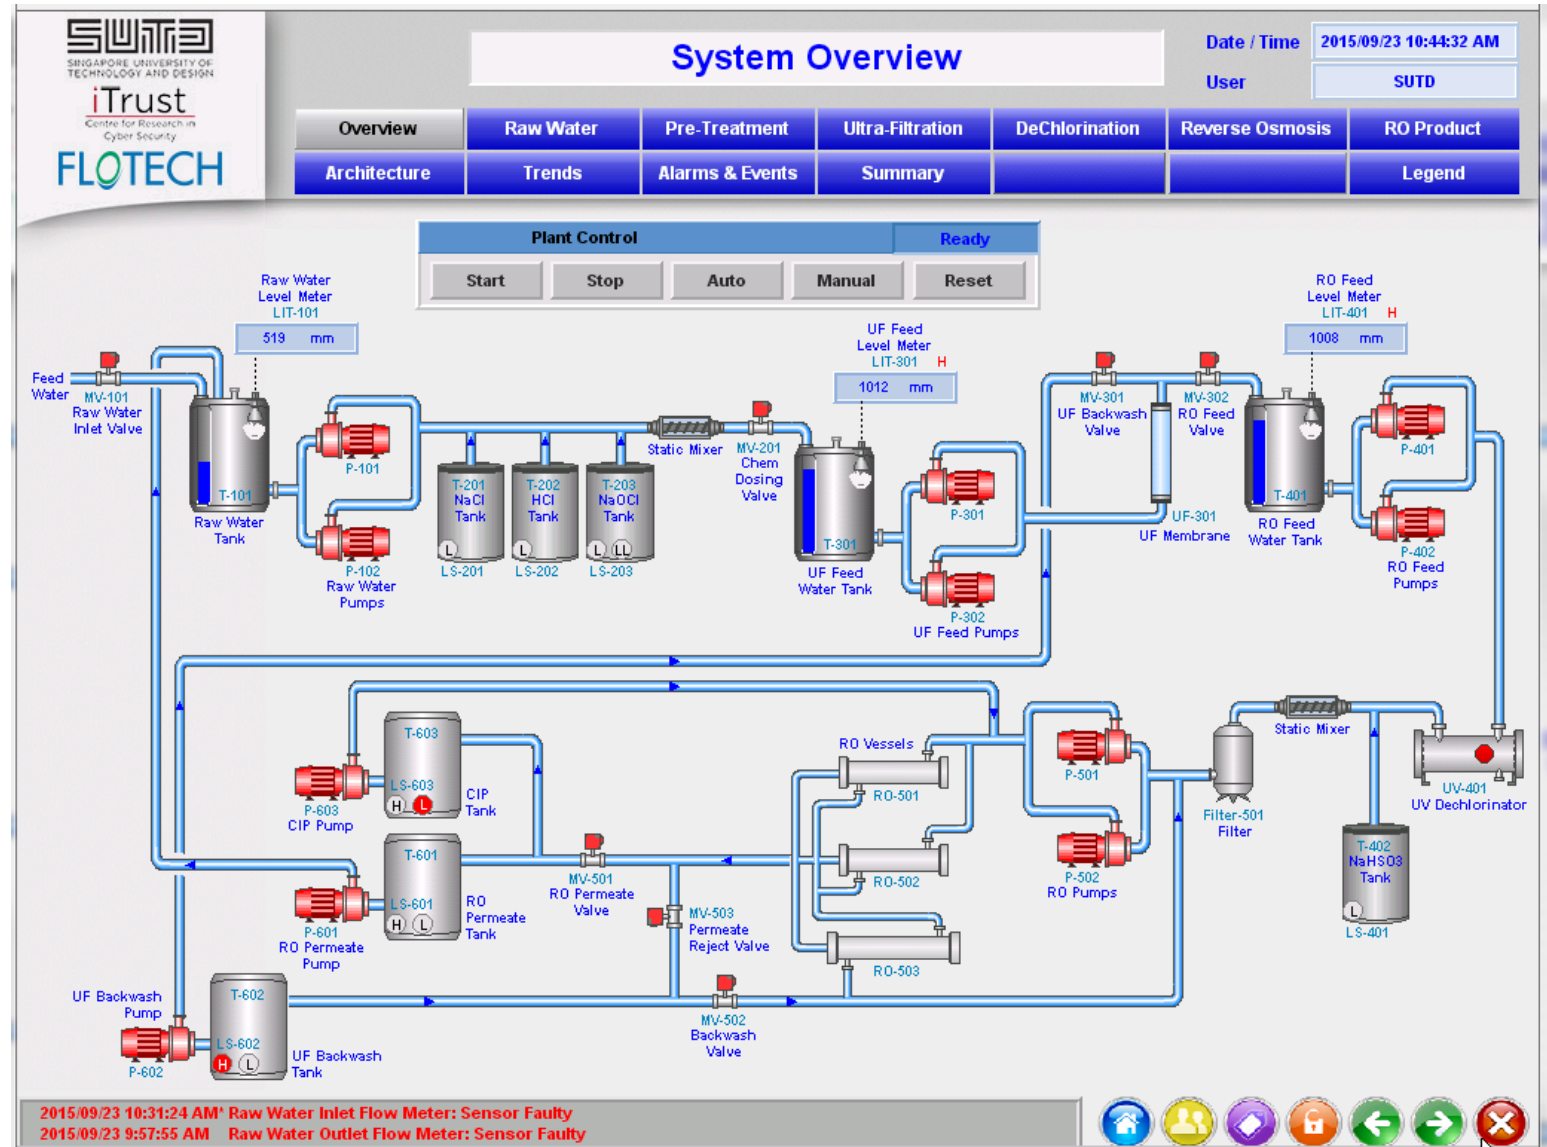 SUTD
SINGAPORE UNIVERSITY OF
TECHNOLOGY AND DESIGN
iTrust
Centre for Research in
Cyber Security
FLOTECH
System Overview
Date / Time 2015/09/23 10:44:32 AM
User SUTD
Overview Raw Water Pre-Treatment Ultra-Filtration DeChlorination Reverse Osmosis RO Product
Architecture Trends Alarms & Events Summary Legend
Plant Control Ready
Start Stop Auto Manual Reset
Raw Water
Level Meter
LIT-101
519 mm
Feed
Water
MV-101
Raw Water
Inlet Valve
T-101
Raw Water
Tank
P-101
P-102
Raw Water
Pumps
T-201
NaCl
Tank
L
LS-201
T-202
HCl
Tank
L
LS-202
T-203
NaOCl
Tank
L LL
LS-203
Static Mixer
MV-201
Chem
Dosing
Valve
UF Feed
Level Meter
LIT-301 H
1012 mm
T-301
UF Feed
Water Tank
P-301
P-302
UF Feed Pumps
MV-301
UF Backwash
Valve
MV-302
RO Feed
Valve
UF-301
UF Membrane
RO Feed
Level Meter
LIT-401 H
1008 mm
T-401
RO Feed
Water Tank
P-401
P-402
RO Feed
Pumps
T-603
LS-603
H L
CIP
Tank
P-603
CIP Pump
T-601
LS-601
H L
RO
Permeate
Tank
P-601
RO Permeate
Pump
MV-501
RO Permeate
Valve
MV-503
Permeate
Reject Valve
RO Vessels
RO-501
RO-502
RO-503
P-501
P-502
RO Pumps
Filter-501
Filter
Static Mixer
UV-401
UV Dechlorinator
T-402
NaHSO3
Tank
L
LS-401
UF Backwash
Pump
P-602
T-602
LS-602
H L
UF Backwash
Tank
MV-502
Backwash
Valve
2015/09/23 10:31:24 AM* Raw Water Inlet Flow Meter: Sensor Faulty
2015/09/23 9:57:55 AM Raw Water Outlet Flow Meter: Sensor Faulty